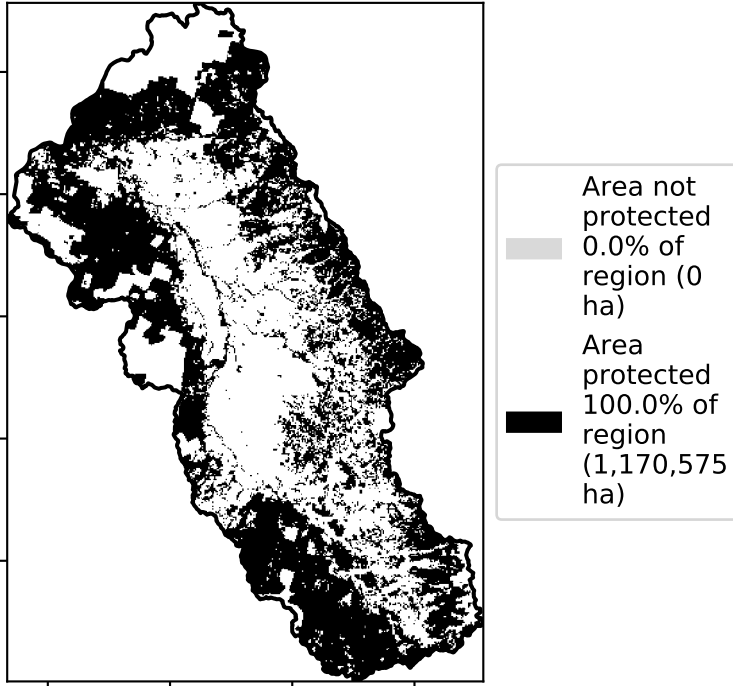 Area not
protected
0.0% of
region (0
ha)
Area
protected
100.0% of
region
(1,170,575
ha)